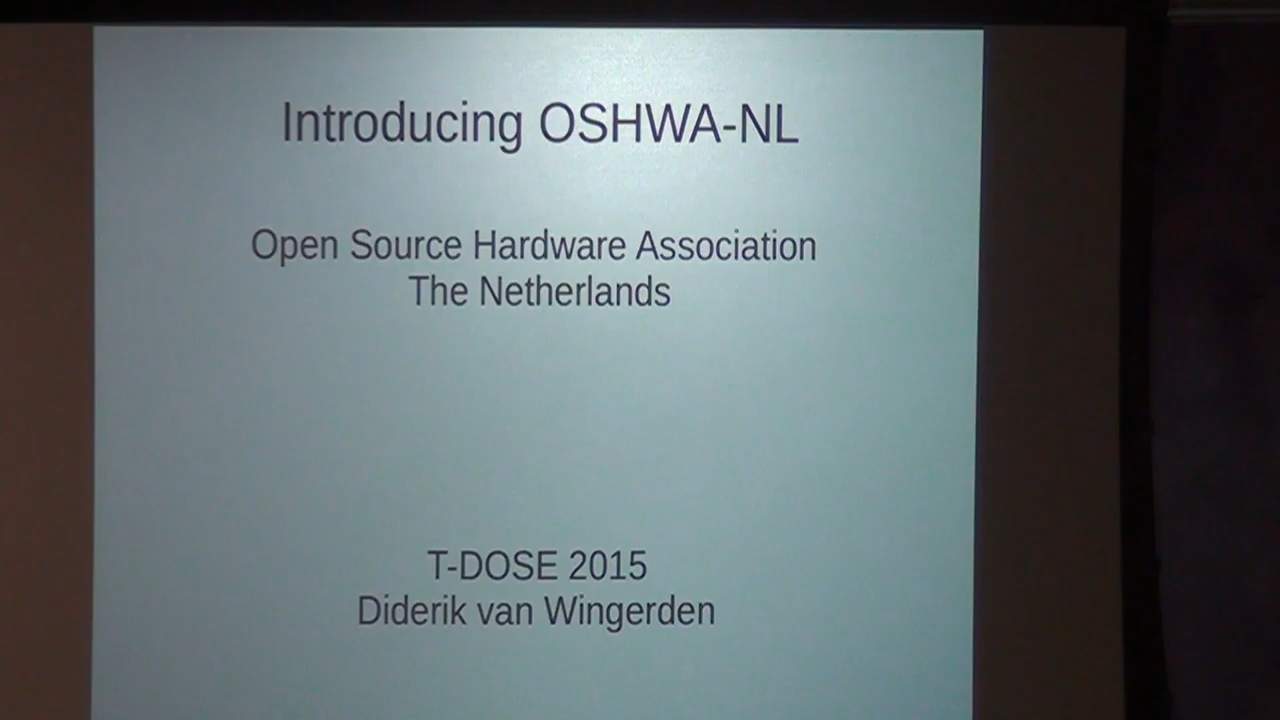 Introducing OSHWA-NL
Open Source Hardware Association
The Netherlands
T-DOSE 2015
Diderik van Wingerden